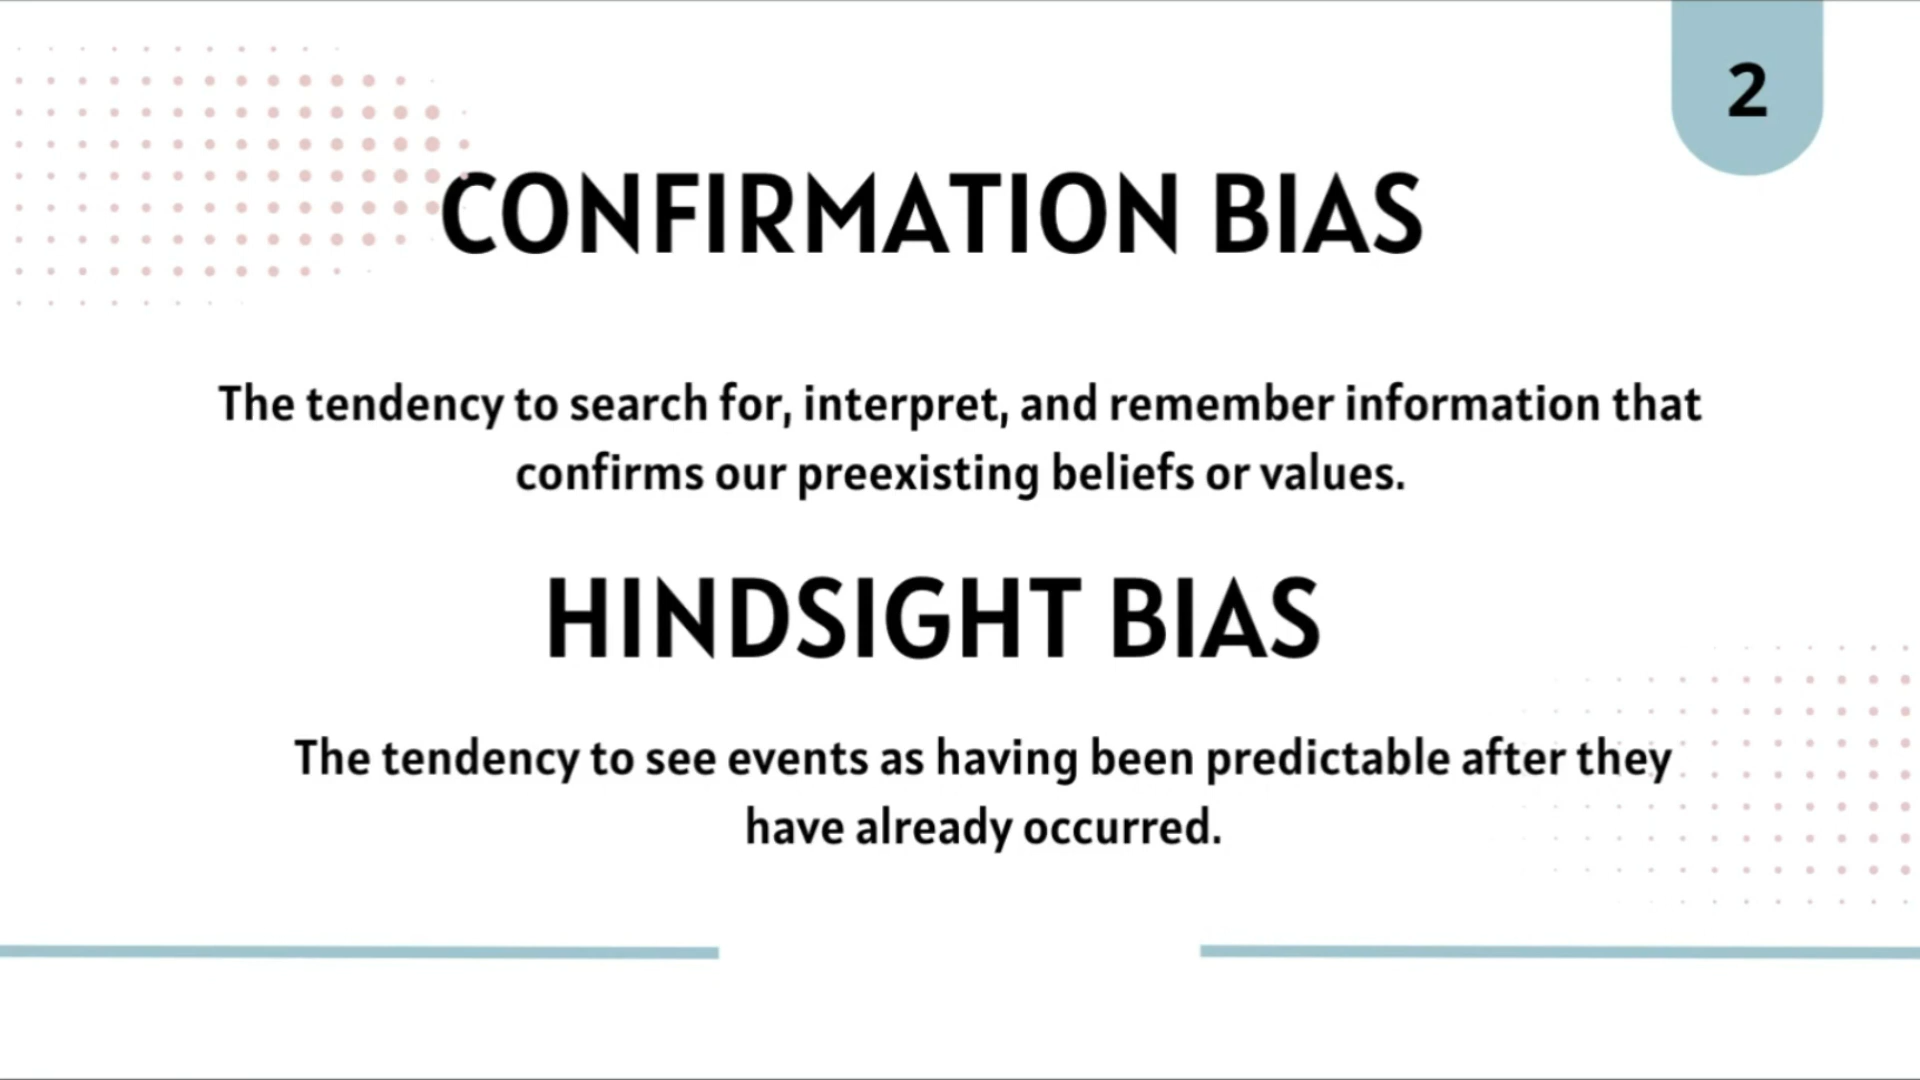 2
CONFIRMATION BIAS
The tendency to search for, interpret, and remember information that
confirms our preexisting beliefs or values.
HINDSIGHT BIAS
The tendency to see events as having been predictable after they
have already occurred.